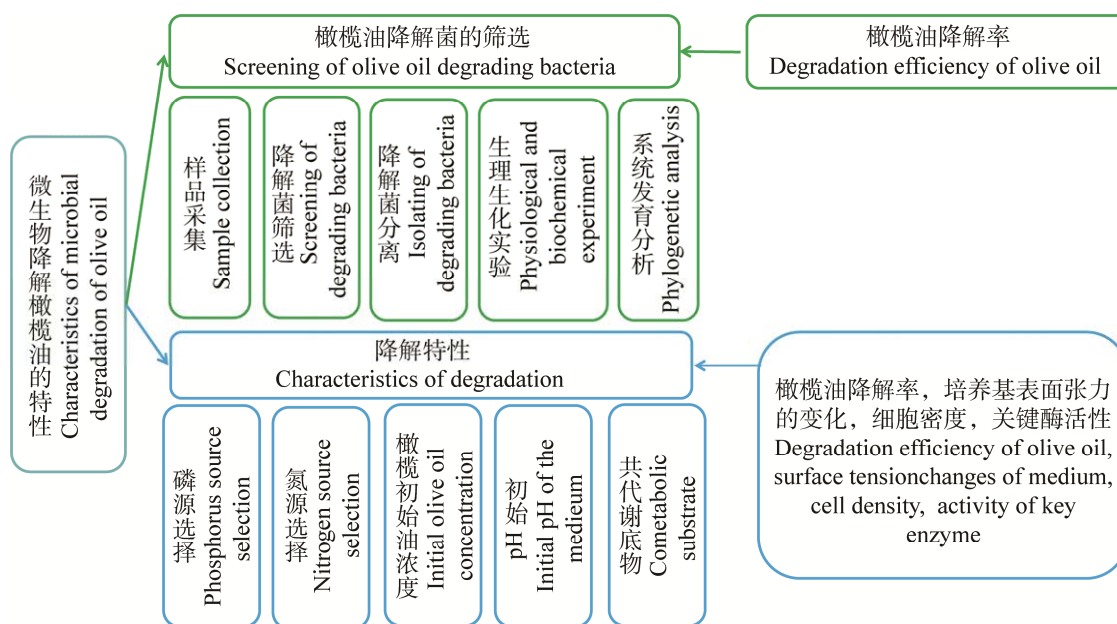 微生物降解橄榄油的特性
Characteristics of microbial
degradation of olive oil
橄榄油降解菌的筛选
Screening of olive oil degrading bacteria
橄榄油降解率
Degradation efficiency of olive oil
样品采集
Sample collection
降解菌筛选
Screening of
degrading bacteria
降解菌分离
Isolating of
degrading bacteria
生理生化实验
Physiological and
biochemical
experiment
系统发育分析
Phylogenetic analysis
降解特性
Characteristics of degradation
橄榄油降解率，培养基表面张力
的变化，细胞密度，关键酶活性
Degradation efficiency of olive oil,
surface tensionchanges of medium,
cell density, activity of key
enzyme
磷源选择
Phosphorus source
selection
氮源选择
Nitrogen source
selection
橄榄初始油浓度
Initial olive oil
concentration
初始
pH
Initial pH of the
medieum
共代谢底物
Cometabolic
substrate